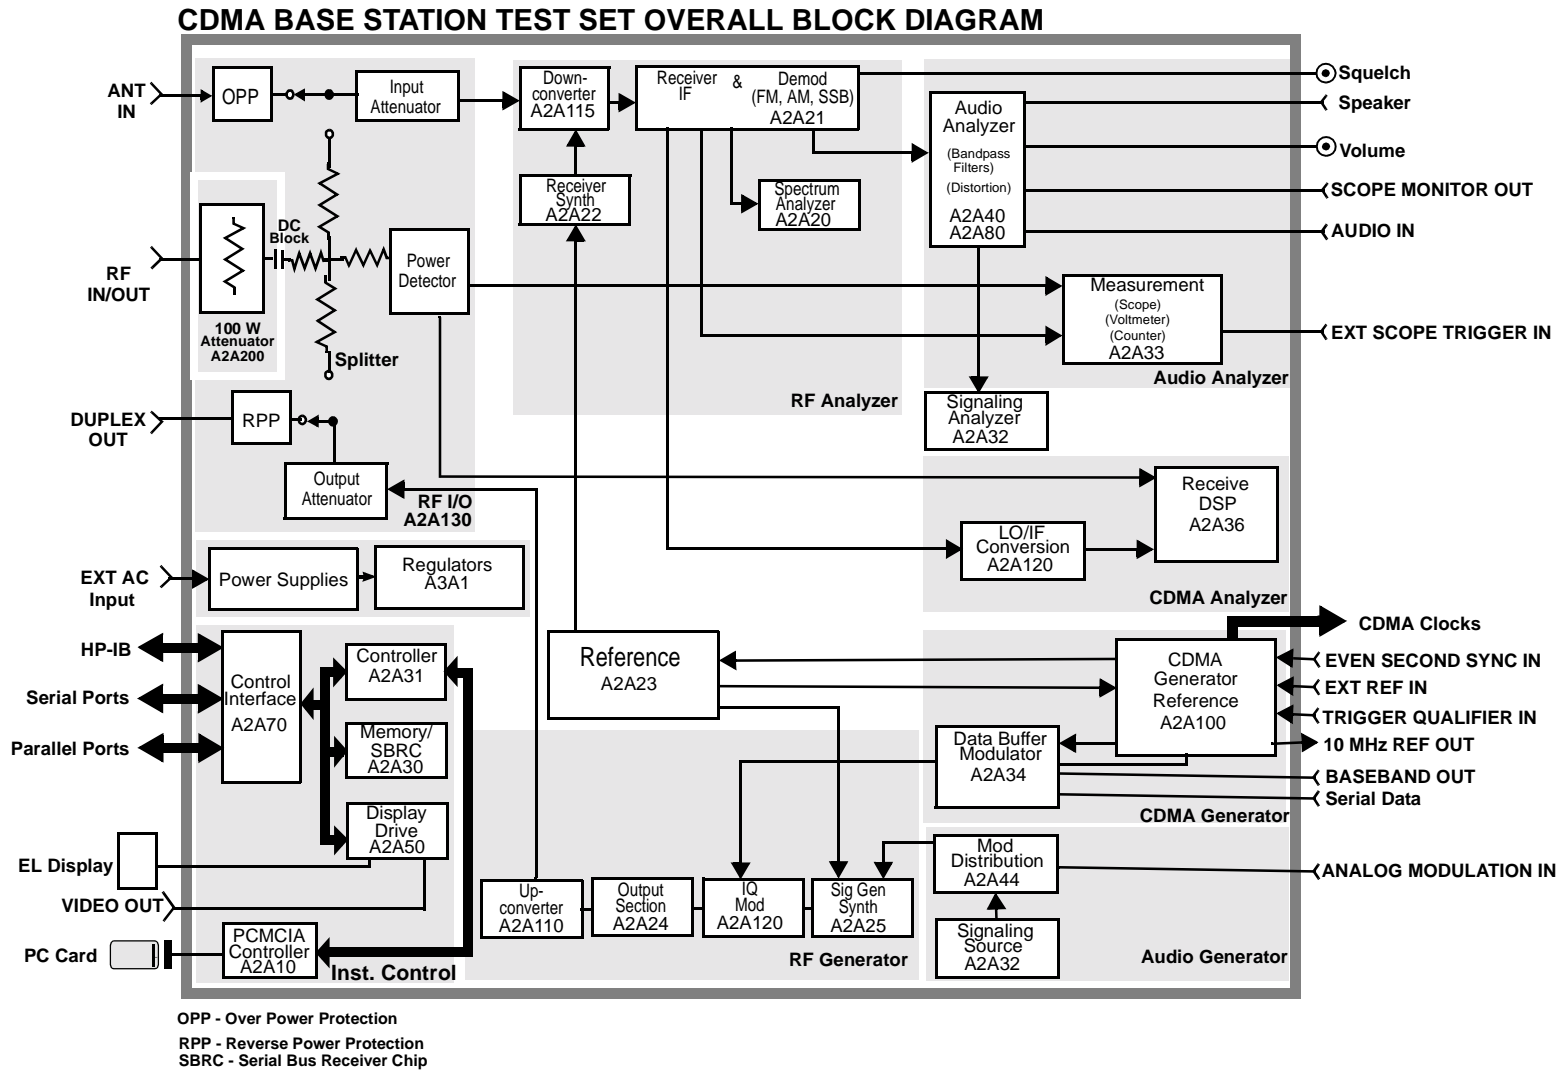 CDMA BASE STATION TEST SET OVERALL BLOCK DIAGRAM
ANT
IN
OPP
Input
Attenuator
Down-
converter
A2A115
Receiver
IF
&
Demod
(FM, AM, SSB)
A2A21
Audio
Analyzer
(Bandpass
Filters)
(Distortion)
A2A40
A2A80
Squelch
Speaker
Volume
SCOPE MONITOR OUT
AUDIO IN
Receiver
Synth
A2A22
Spectrum
Analyzer
A2A20
RF
IN/OUT
100 W
Attenuator
A2A200
DC
Block
Splitter
Power
Detector
Measurement
(Scope)
(Voltmeter)
(Counter)
A2A33
EXT SCOPE TRIGGER IN
Audio Analyzer
RF Analyzer
Signaling
Analyzer
A2A32
DUPLEX
OUT
RPP
Output
Attenuator
RF I/O
A2A130
Receive
DSP
A2A36
LO/IF
Conversion
A2A120
CDMA Analyzer
EXT AC
Input
Power Supplies
Regulators
A3A1
HP-IB
Serial Ports
Parallel Ports
Control
Interface
A2A70
Controller
A2A31
Memory/
SBRC
A2A30
Display
Drive
A2A50
EL Display
VIDEO OUT
PC Card
PCMCIA
Controller
A2A10
Inst. Control
Reference
A2A23
CDMA
Generator
Reference
A2A100
CDMA Clocks
EVEN SECOND SYNC IN
EXT REF IN
TRIGGER QUALIFIER IN
10 MHz REF OUT
BASEBAND OUT
Serial Data
Data Buffer
Modulator
A2A34
CDMA Generator
Mod
Distribution
A2A44
ANALOG MODULATION IN
Signaling
Source
A2A32
Audio Generator
Up-
converter
A2A110
Output
Section
A2A24
IQ
Mod
A2A120
Sig Gen
Synth
A2A25
RF Generator
OPP - Over Power Protection
RPP - Reverse Power Protection
SBRC - Serial Bus Receiver Chip